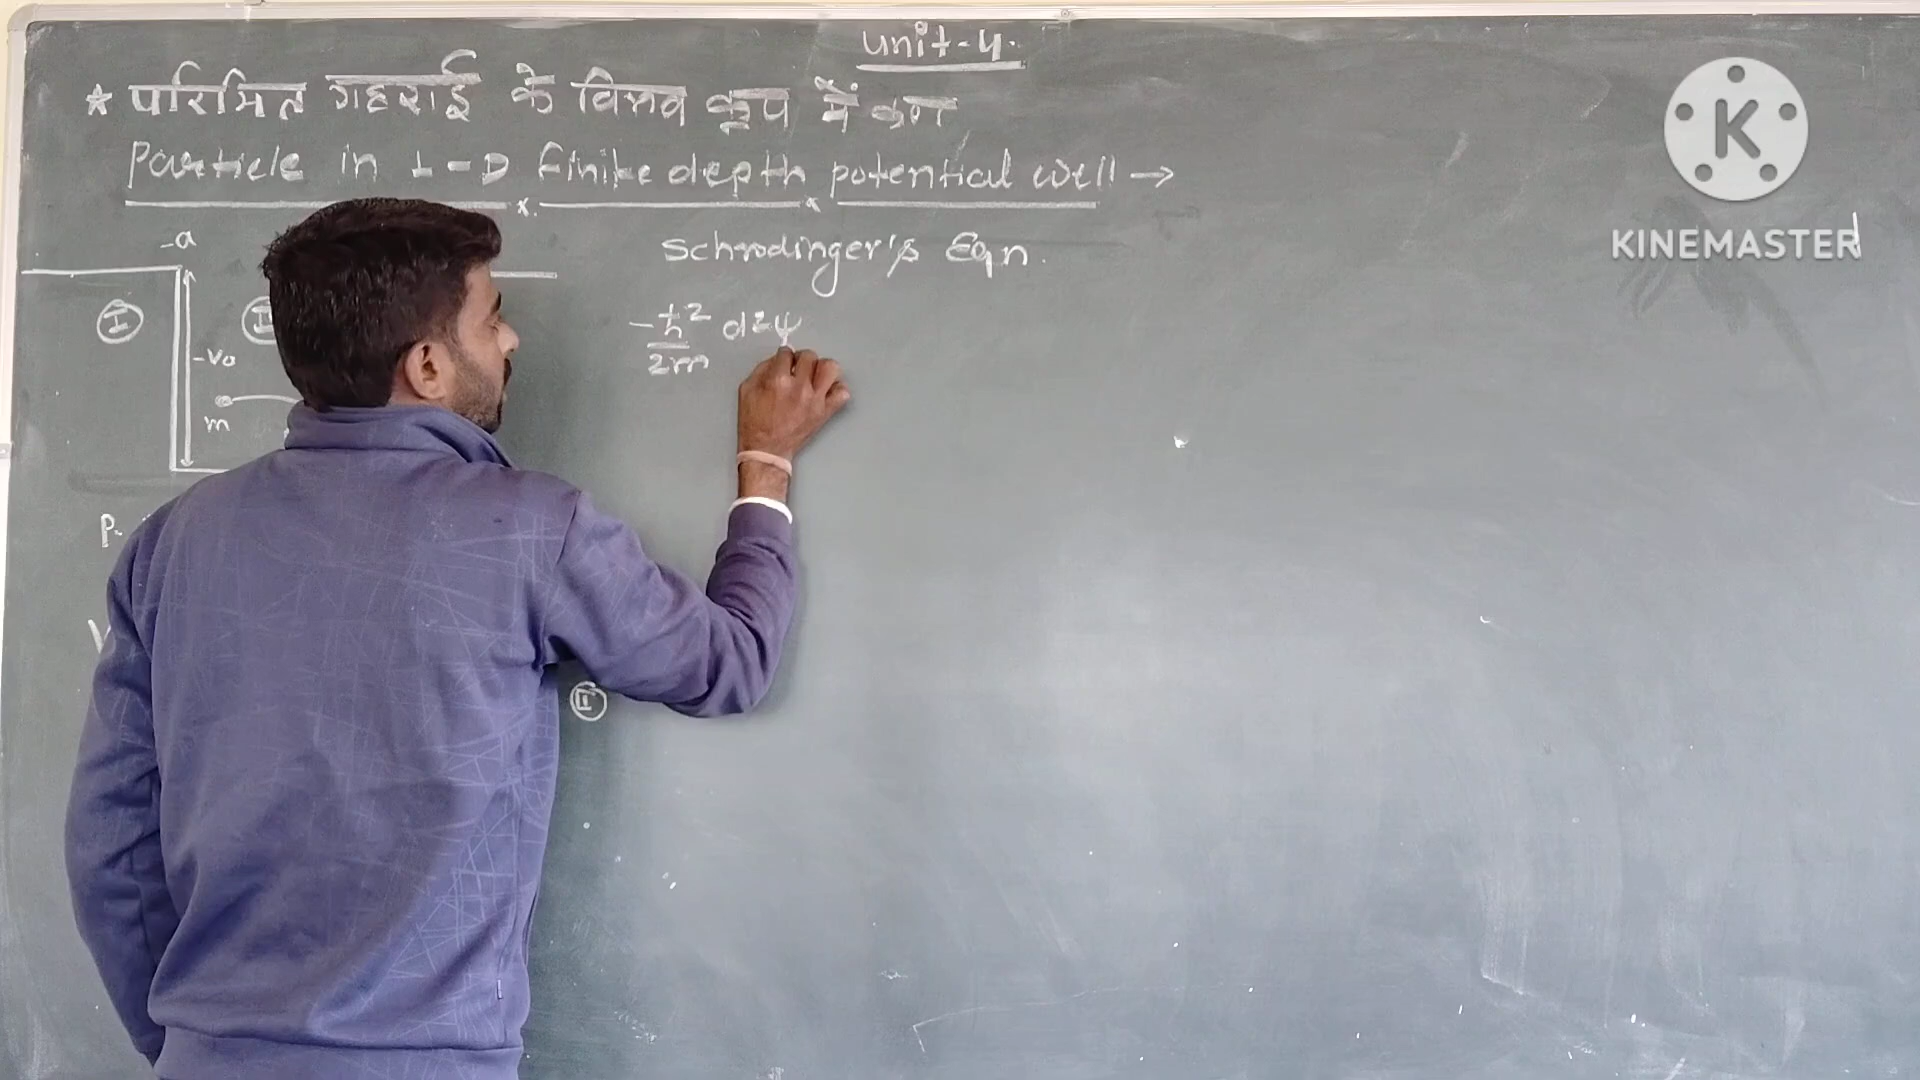 Unit-4.
* परिमित गहराई के विभव कूप में कण
Particle in 1-D finite depth potential well →
-a
Schrodinger's Eqn.
I
-V₀
m
-ħ²/2m d²ψ
P
V
II
K
KINEMASTER